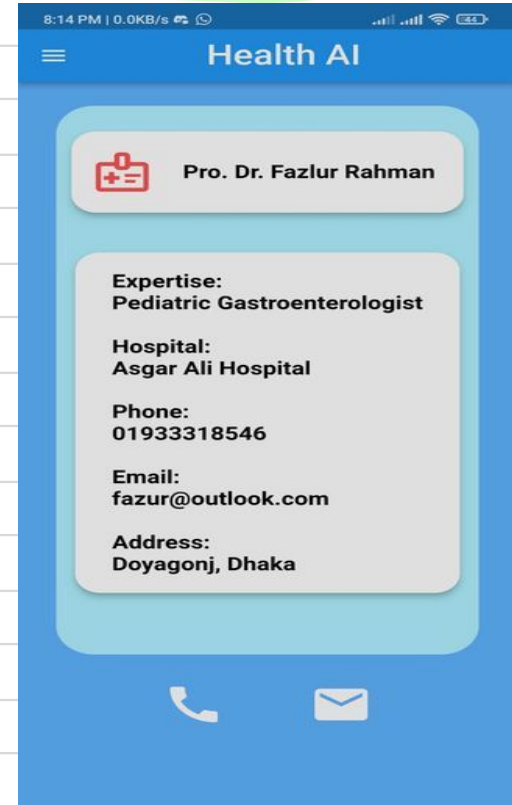 8:14 PM | 0.0KB/s
44
Health AI
Pro. Dr. Fazlur Rahman
Expertise:
Pediatric Gastroenterologist
Hospital:
Asgar Ali Hospital
Phone:
01933318546
Email:
fazur@outlook.com
Address:
Doyagonj, Dhaka